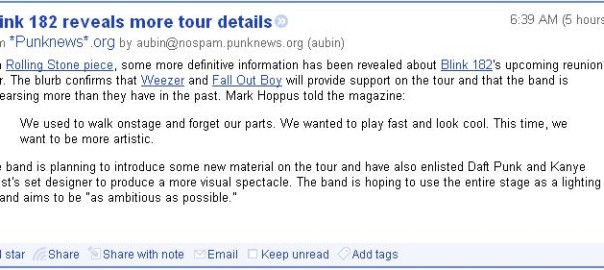 ink 182 reveals more tour details
6:39 AM (5 hours
*Punknews*.org by aubin@nospam.punknews.org (aubin)
Rolling Stone piece, some more definitive information has been revealed about Blink 182's upcoming reunion
r. The blurb confirms that Weezer and Fall Out Boy will provide support on the tour and that the band is
earsing more than they have in the past. Mark Hoppus told the magazine:
We used to walk onstage and forget our parts. We wanted to play fast and look cool. This time, we
want to be more artistic.
e band is planning to introduce some new material on the tour and have also enlisted Daft Punk and Kanye
st's set designer to produce a more visual spectacle. The band is hoping to use the entire stage as a lighting
and aims to be "as ambitious as possible."
star Share Share with note Email Keep unread Add tags